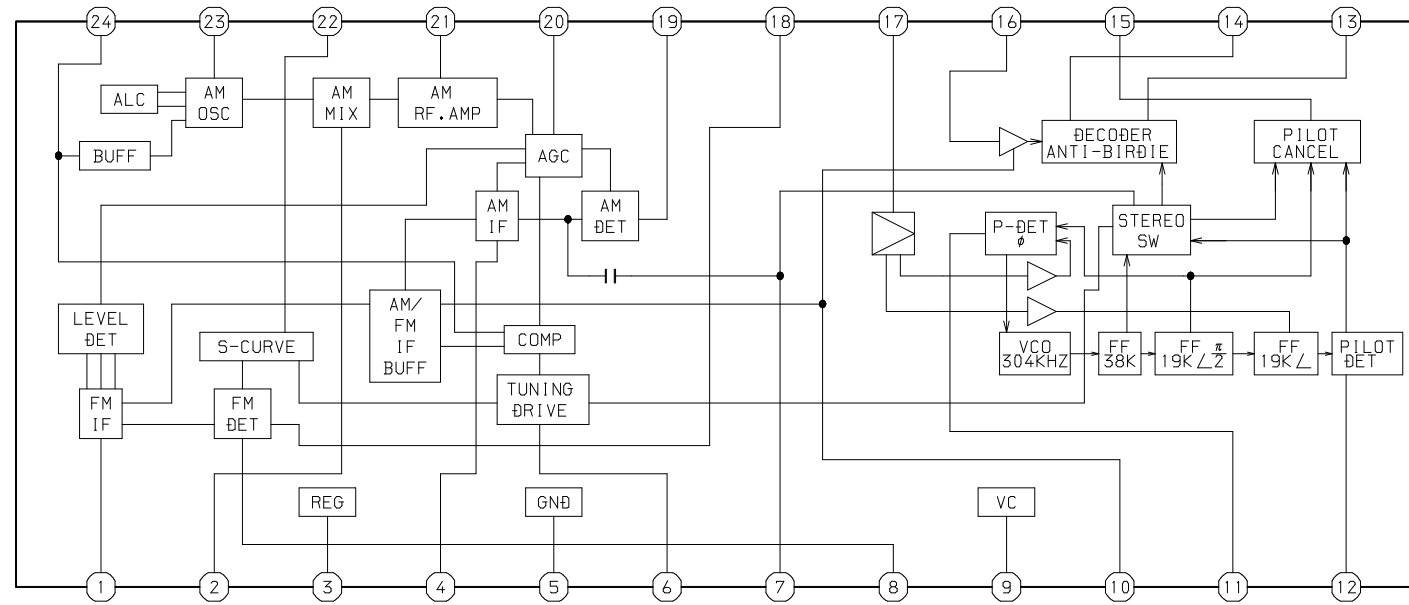 24 23 22 21 20 19 18 17 16 15 14 13
ALC
AM
OSC
AM
MIX
AM
RF.AMP
BUFF
AGC
DECODER
ANTI-BIRDIE
PILOT
CANCEL
AM
IF
AM
DET
P-DET
ø
STEREO
SW
LEVEL
DET
S-CURVE
AM/
FM
IF
BUFF
COMP
VCO
304KHZ
FF
38K
FF
19K∠π/2
FF
19K∠
PILOT
DET
FM
IF
FM
DET
TUNING
DRIVE
REG
GND
VC
1 2 3 4 5 6 7 8 9 10 11 12